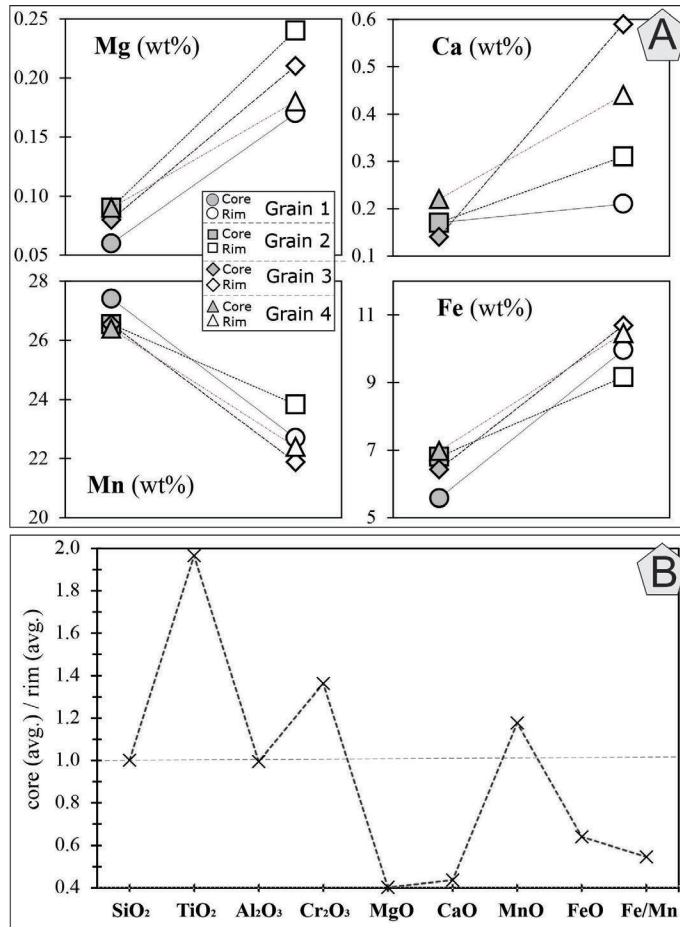 Mg (wt%)
0.25
0.20
0.15
0.10
0.05
Ca (wt%)
A
0.6
0.5
0.4
0.3
0.2
0.1
Core
Rim
Grain 1
Core
Rim
Grain 2
Core
Rim
Grain 3
Core
Rim
Grain 4
28
26
24
22
20
Mn (wt%)
Fe (wt%)
11
9
7
5
B
2.0
1.8
1.6
1.4
1.2
1.0
0.8
0.6
0.4
core (avg.) / rim (avg.)
SiO₂ TiO₂ Al₂O₃ Cr₂O₃ MgO CaO MnO FeO Fe/Mn